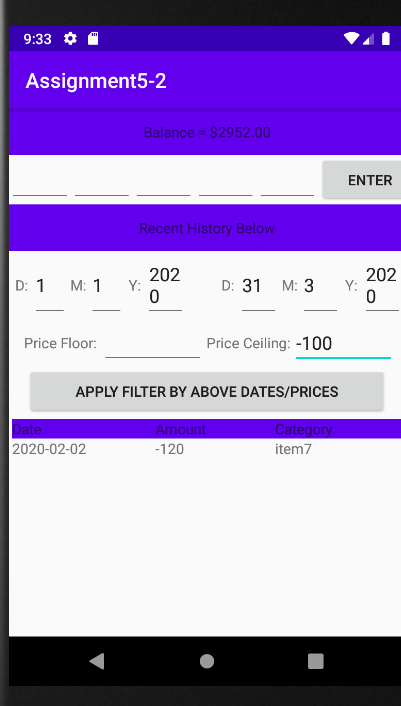 9:33
Assignment5-2
Balance = $2952.00
ENTER
Recent History Below
D: 1 M: 1 Y: 202
0 D: 31 M: 3 Y: 202
0
Price Floor: Price Ceiling: -100
APPLY FILTER BY ABOVE DATES/PRICES
Date Amount Category
2020-02-02 -120 item7